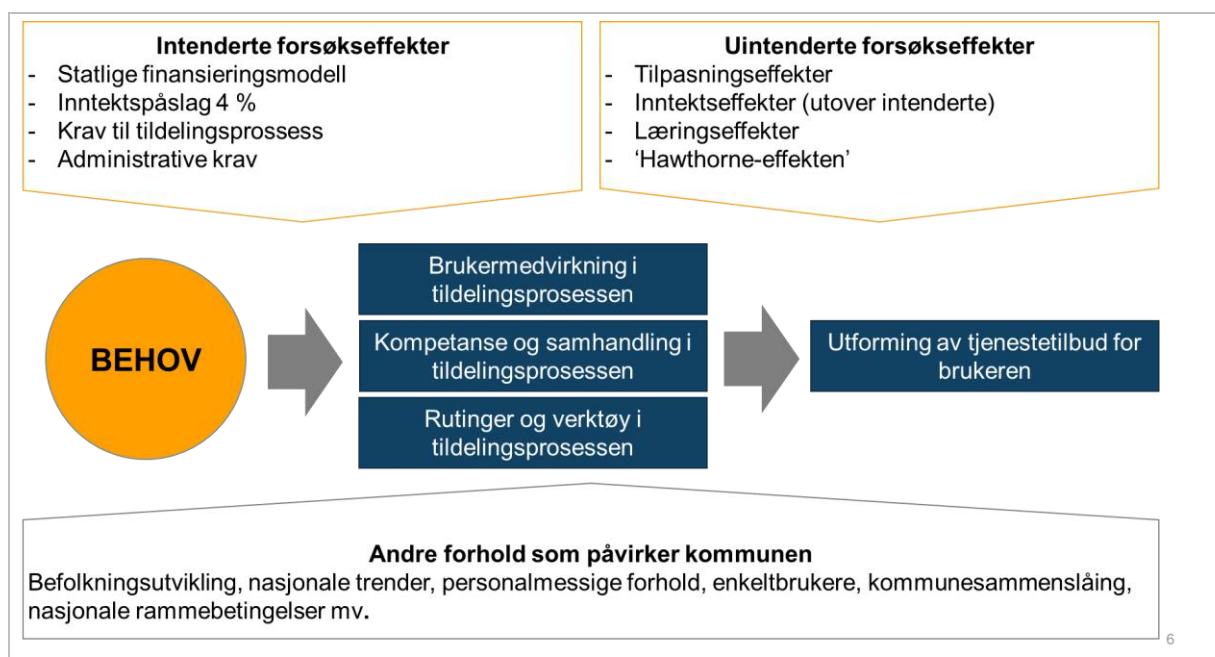 Intenderte forsøkseffekter
- Statlige finansieringsmodell
- Inntektspåslag 4 %
- Krav til tildelingsprossess
- Administrative krav
Uintenderte forsøkseffekter
- Tilpasningseffekter
- Inntektseffekter (utover intenderte)
- Læringseffekter
- ‘Hawthorne-effekten’
BEHOV
Brukermedvirkning i
tildelingsprosessen
Kompetanse og samhandling i
tildelingsprosessen
Rutinger og verktøy i
tildelingsprosessen
Utforming av tjenestetilbud for
brukeren
Andre forhold som påvirker kommunen
Befolkningsutvikling, nasjonale trender, personalmessige forhold, enkeltbrukere, kommunesammenslåing,
nasjonale rammebetingelser mv.
6